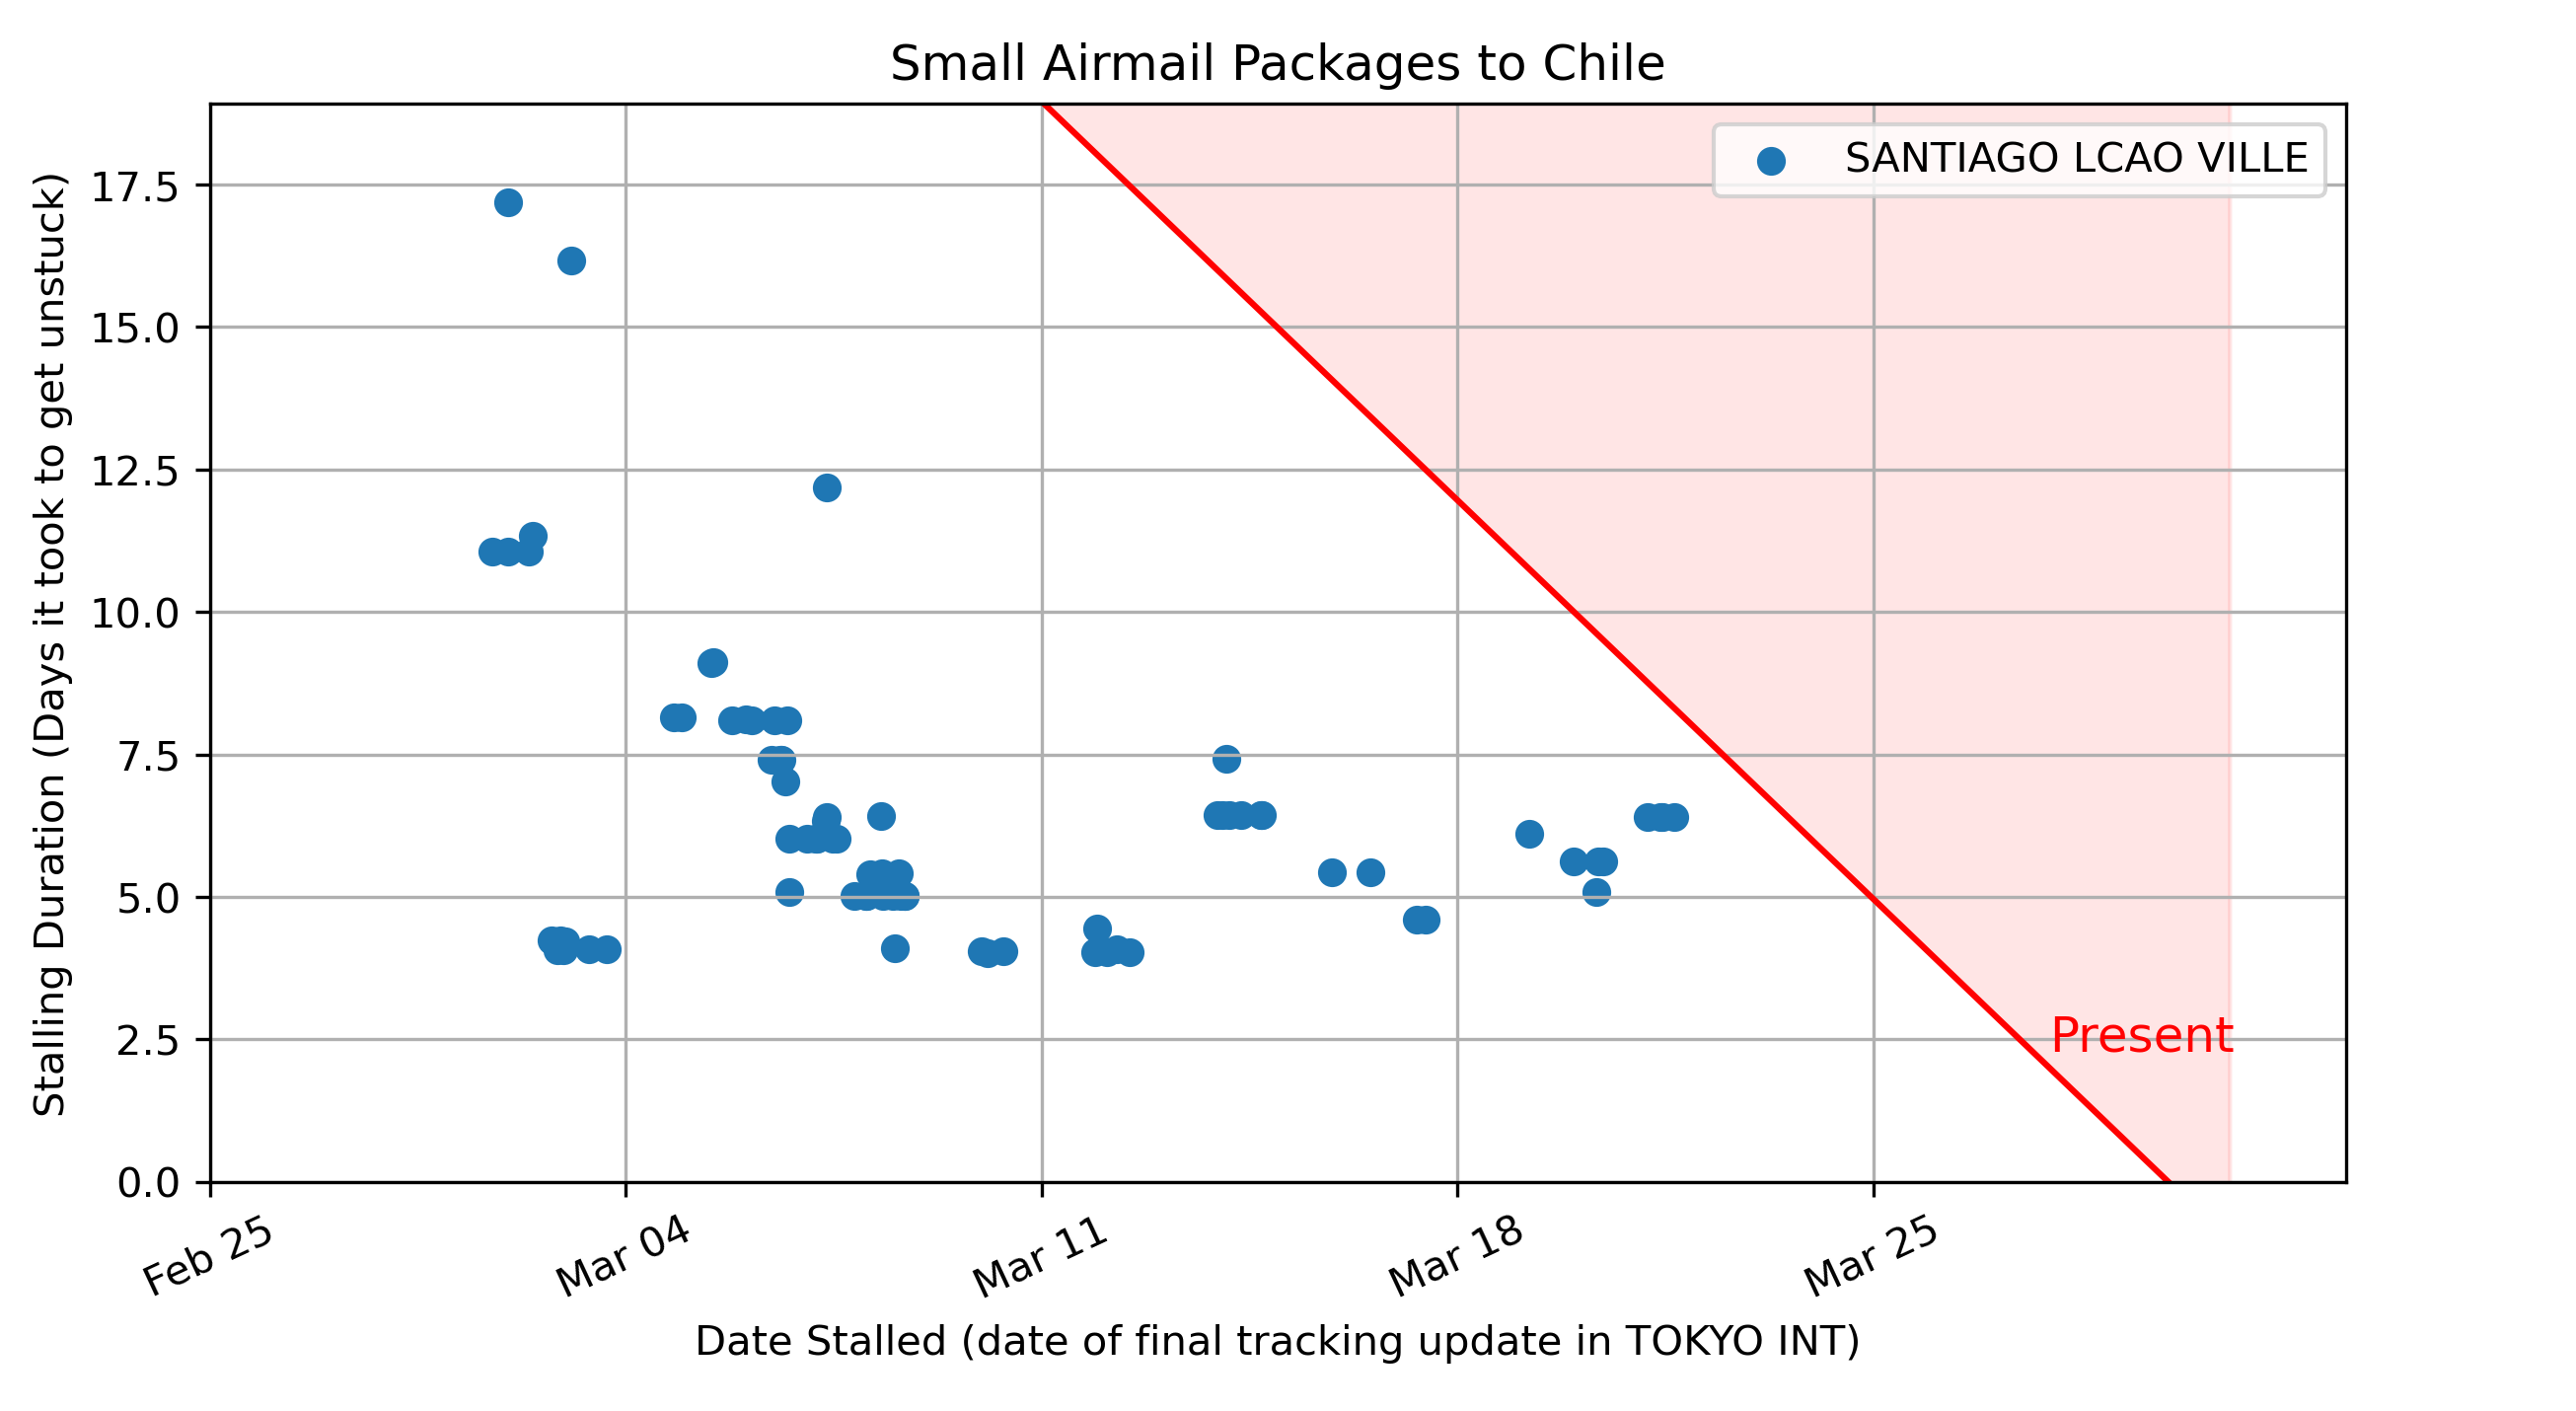 Small Airmail Packages to Chile
SANTIAGO LCAO VILLE
Stalling Duration (Days it took to get unstuck)
17.5
15.0
12.5
10.0
7.5
5.0
2.5
0.0
Present
Feb 25
Mar 04
Mar 11
Mar 18
Mar 25
Date Stalled (date of final tracking update in TOKYO INT)